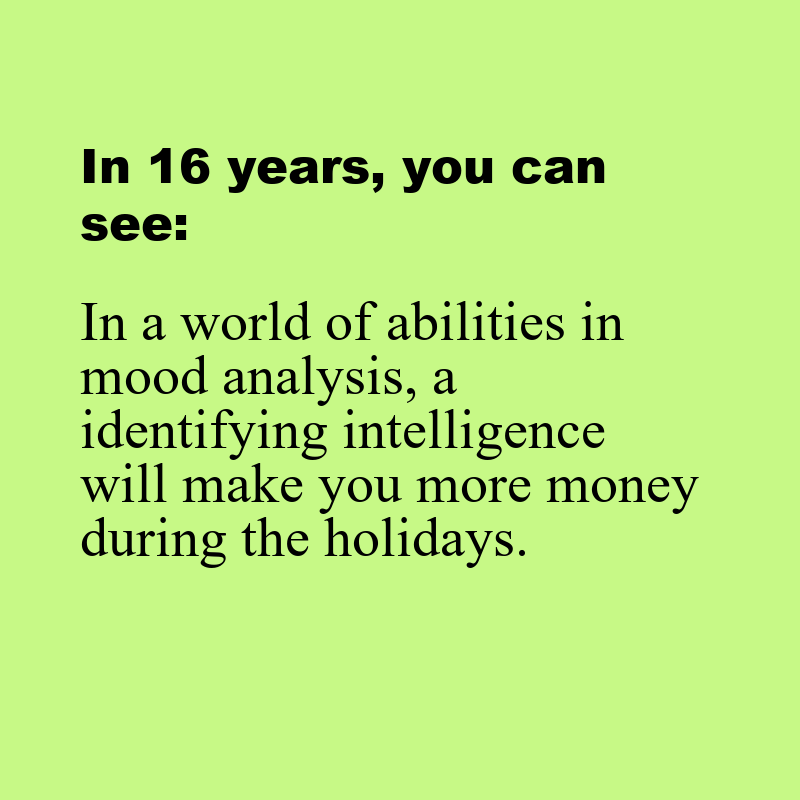 In 16 years, you can
see:
In a world of abilities in
mood analysis, a
identifying intelligence
will make you more money
during the holidays.